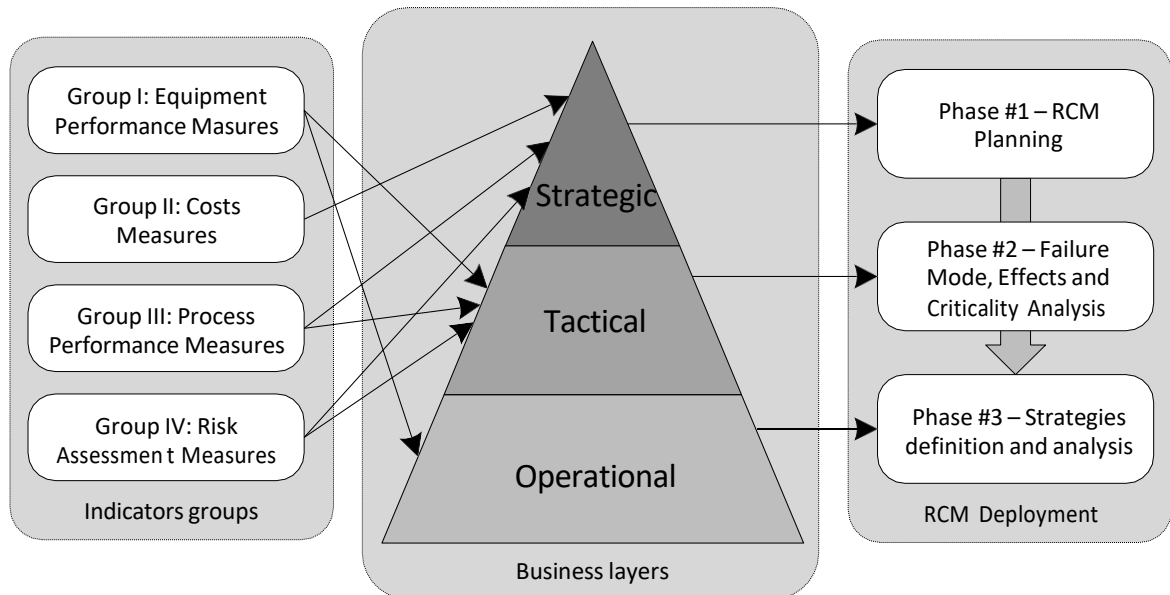 Group I: Equipment
Performance Masures
Group II: Costs
Measures
Group III: Process
Performance Measures
Group IV: Risk
Assessment Measures
Indicators groups
Strategic
Tactical
Operational
Business layers
Phase #1 – RCM
Planning
Phase #2 – Failure
Mode, Effects and
Criticality Analysis
Phase #3 – Strategies
definition and analysis
RCM Deployment